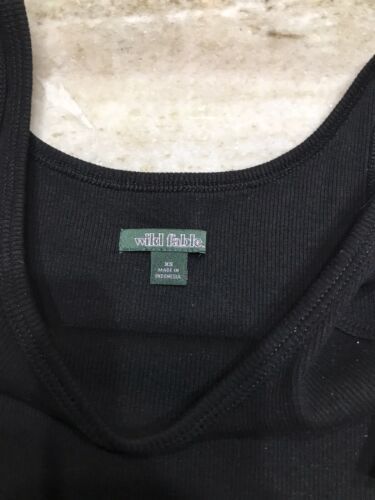 wild fable.
XS
MADE IN
INDONESIA